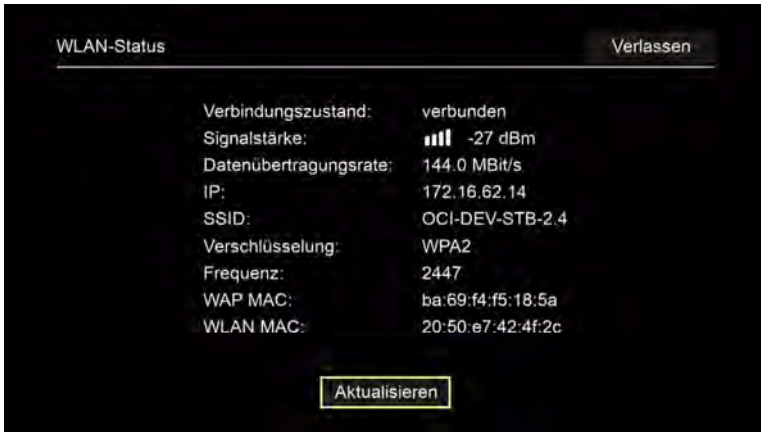 WLAN-Status Verlassen
Verbindungszustand: verbunden
Signalstärke: -27 dBm
Datenübertragungsrate: 144.0 MBit/s
IP: 172.16.62.14
SSID: OCI-DEV-STB-2.4
Verschlüsselung: WPA2
Frequenz: 2447
WAP MAC: ba:69:f4:f5:18:5a
WLAN MAC: 20:50:e7:42:4f:2c
Aktualisieren